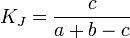 K_J = \frac{c}{a + b - c}